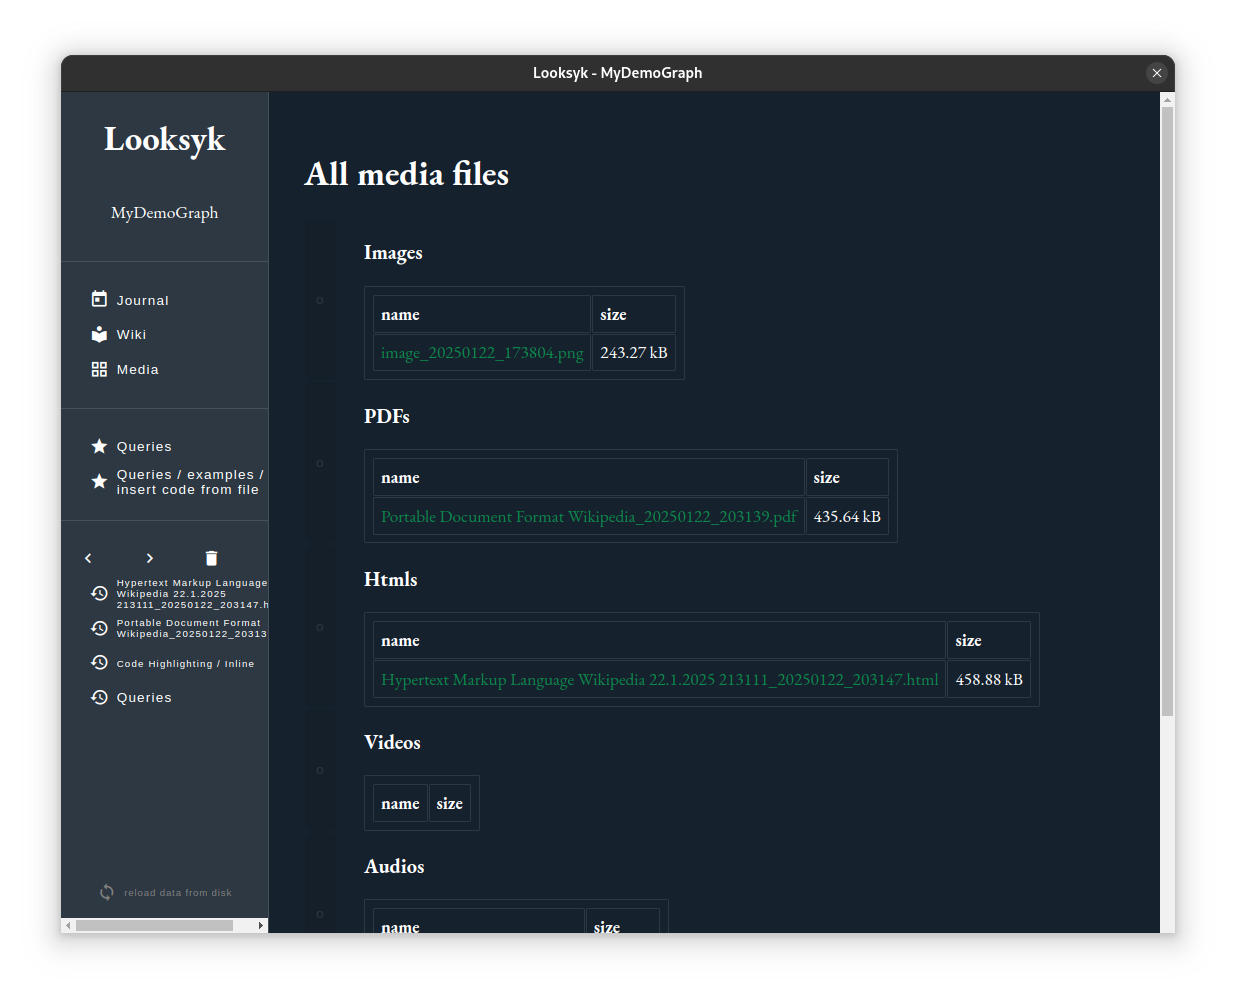 Looksyk - MyDemoGraph
Looksyk
MyDemoGraph
Journal
Wiki
Media
Queries
Queries / examples /
insert code from file
Hypertext Markup Language
Wikipedia 22.1.2025
213111_20250122_203147.h
Portable Document Format
Wikipedia_20250122_20313
Code Highlighting / Inline
Queries
reload data from disk
All media files
Images
name size
image_20250122_173804.png 243.27 kB
PDFs
name size
Portable Document Format Wikipedia_20250122_203139.pdf 435.64 kB
Htmls
name size
Hypertext Markup Language Wikipedia 22.1.2025 213111_20250122_203147.html 458.88 kB
Videos
name size
Audios
name size